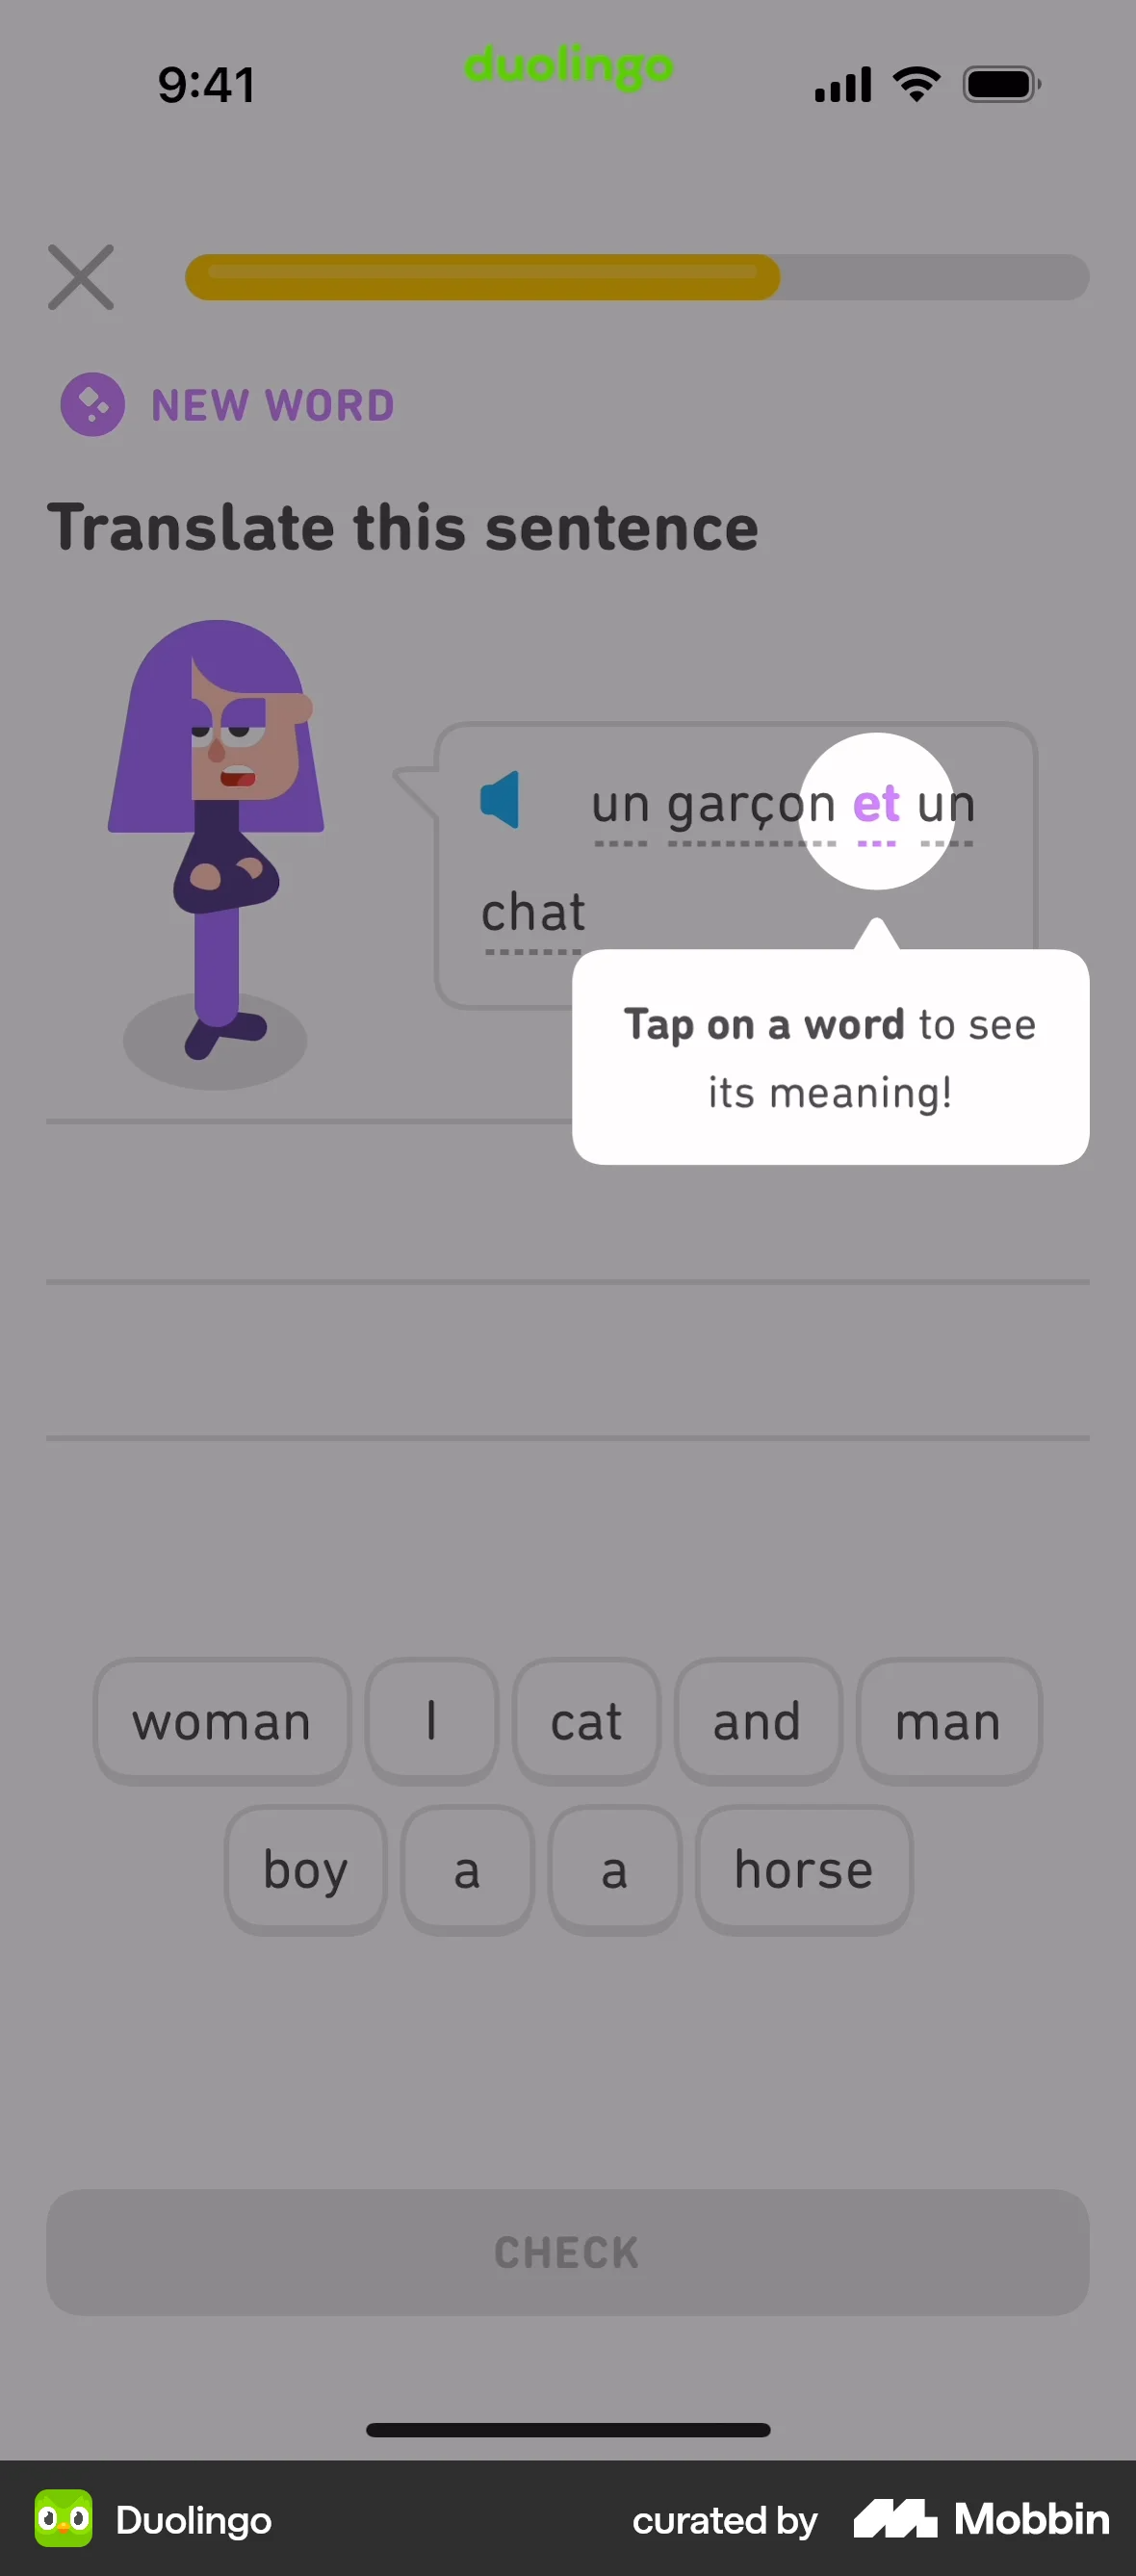 9:41
duolingo
NEW WORD
Translate this sentence
un garçon et un
chat
Tap on a word to see
its meaning!
woman I cat and man
boy a a horse
CHECK
Duolingo curated by Mobbin